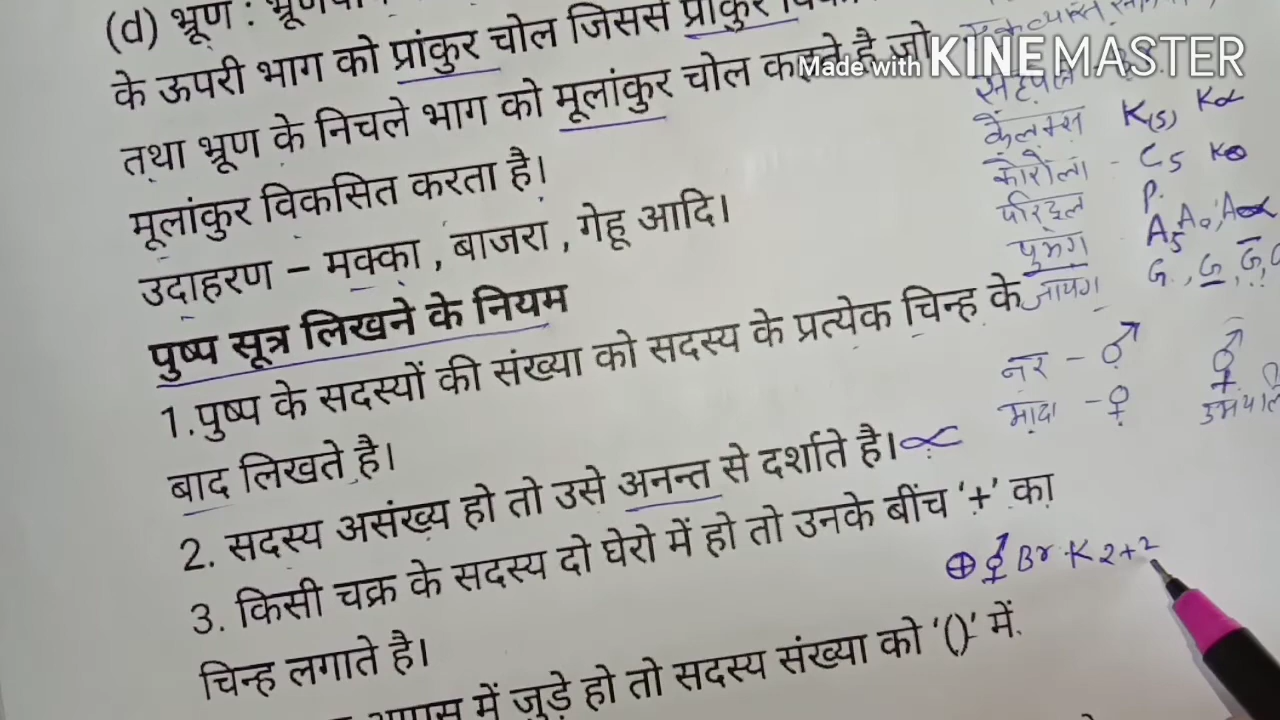 (d) भ्रूण :
के ऊपरी भाग को प्रांकुर चोल जिससे प्रांकुर
तथा भ्रूण के निचले भाग को मूलांकुर चोल कहते है जो
मूलांकुर विकसित करता है।
उदाहरण – मक्का , बाजरा , गेहू आदि।
पुष्प सूत्र लिखने के नियम
1.पुष्प के सदस्यों की संख्या को सदस्य के प्रत्येक चिन्ह के
बाद लिखते है।
2. सदस्य असंख्य हो तो उसे अनन्त से दर्शाते है। ∝
3. किसी चक्र के सदस्य दो घेरो में हो तो उनके बींच '+' का
⊕ ⚥ Br K 2+2
चिन्ह लगाते है।
में जुड़े हो तो सदस्य संख्या को '()' में
Made with KINEMASTER
कैलम्स K(5) K∝
कोरोला - C5
P.
पुमंग A5
जायांग G
नर - ♂
मादा - ♀